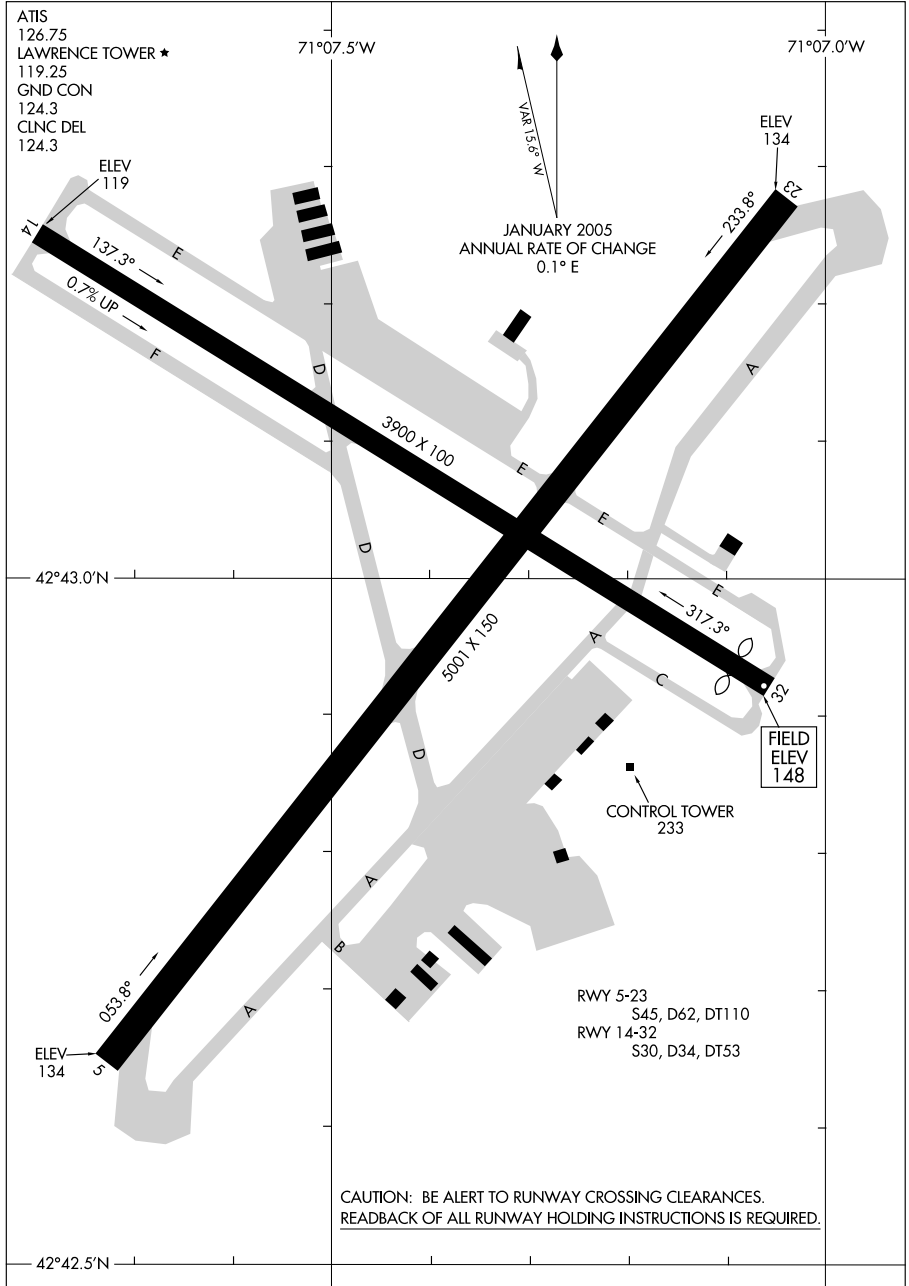 ATIS
126.75
LAWRENCE TOWER ★
119.25
GND CON
124.3
CLNC DEL
124.3
71°07.5'W
71°07.0'W
VAR 15.6° W
JANUARY 2005
ANNUAL RATE OF CHANGE
0.1° E
ELEV
134
23
233.8°
ELEV
119
14
137.3°
0.7% UP
E
F
D
A
3900 X 100
E
E
D
42°43.0'N
E
317.3°
A
C
32
5001 X 150
D
FIELD
ELEV
148
CONTROL TOWER
233
A
B
A
053.8°
ELEV
134
5
RWY 5-23
S45, D62, DT110
RWY 14-32
S30, D34, DT53
CAUTION: BE ALERT TO RUNWAY CROSSING CLEARANCES.
READBACK OF ALL RUNWAY HOLDING INSTRUCTIONS IS REQUIRED.
42°42.5'N